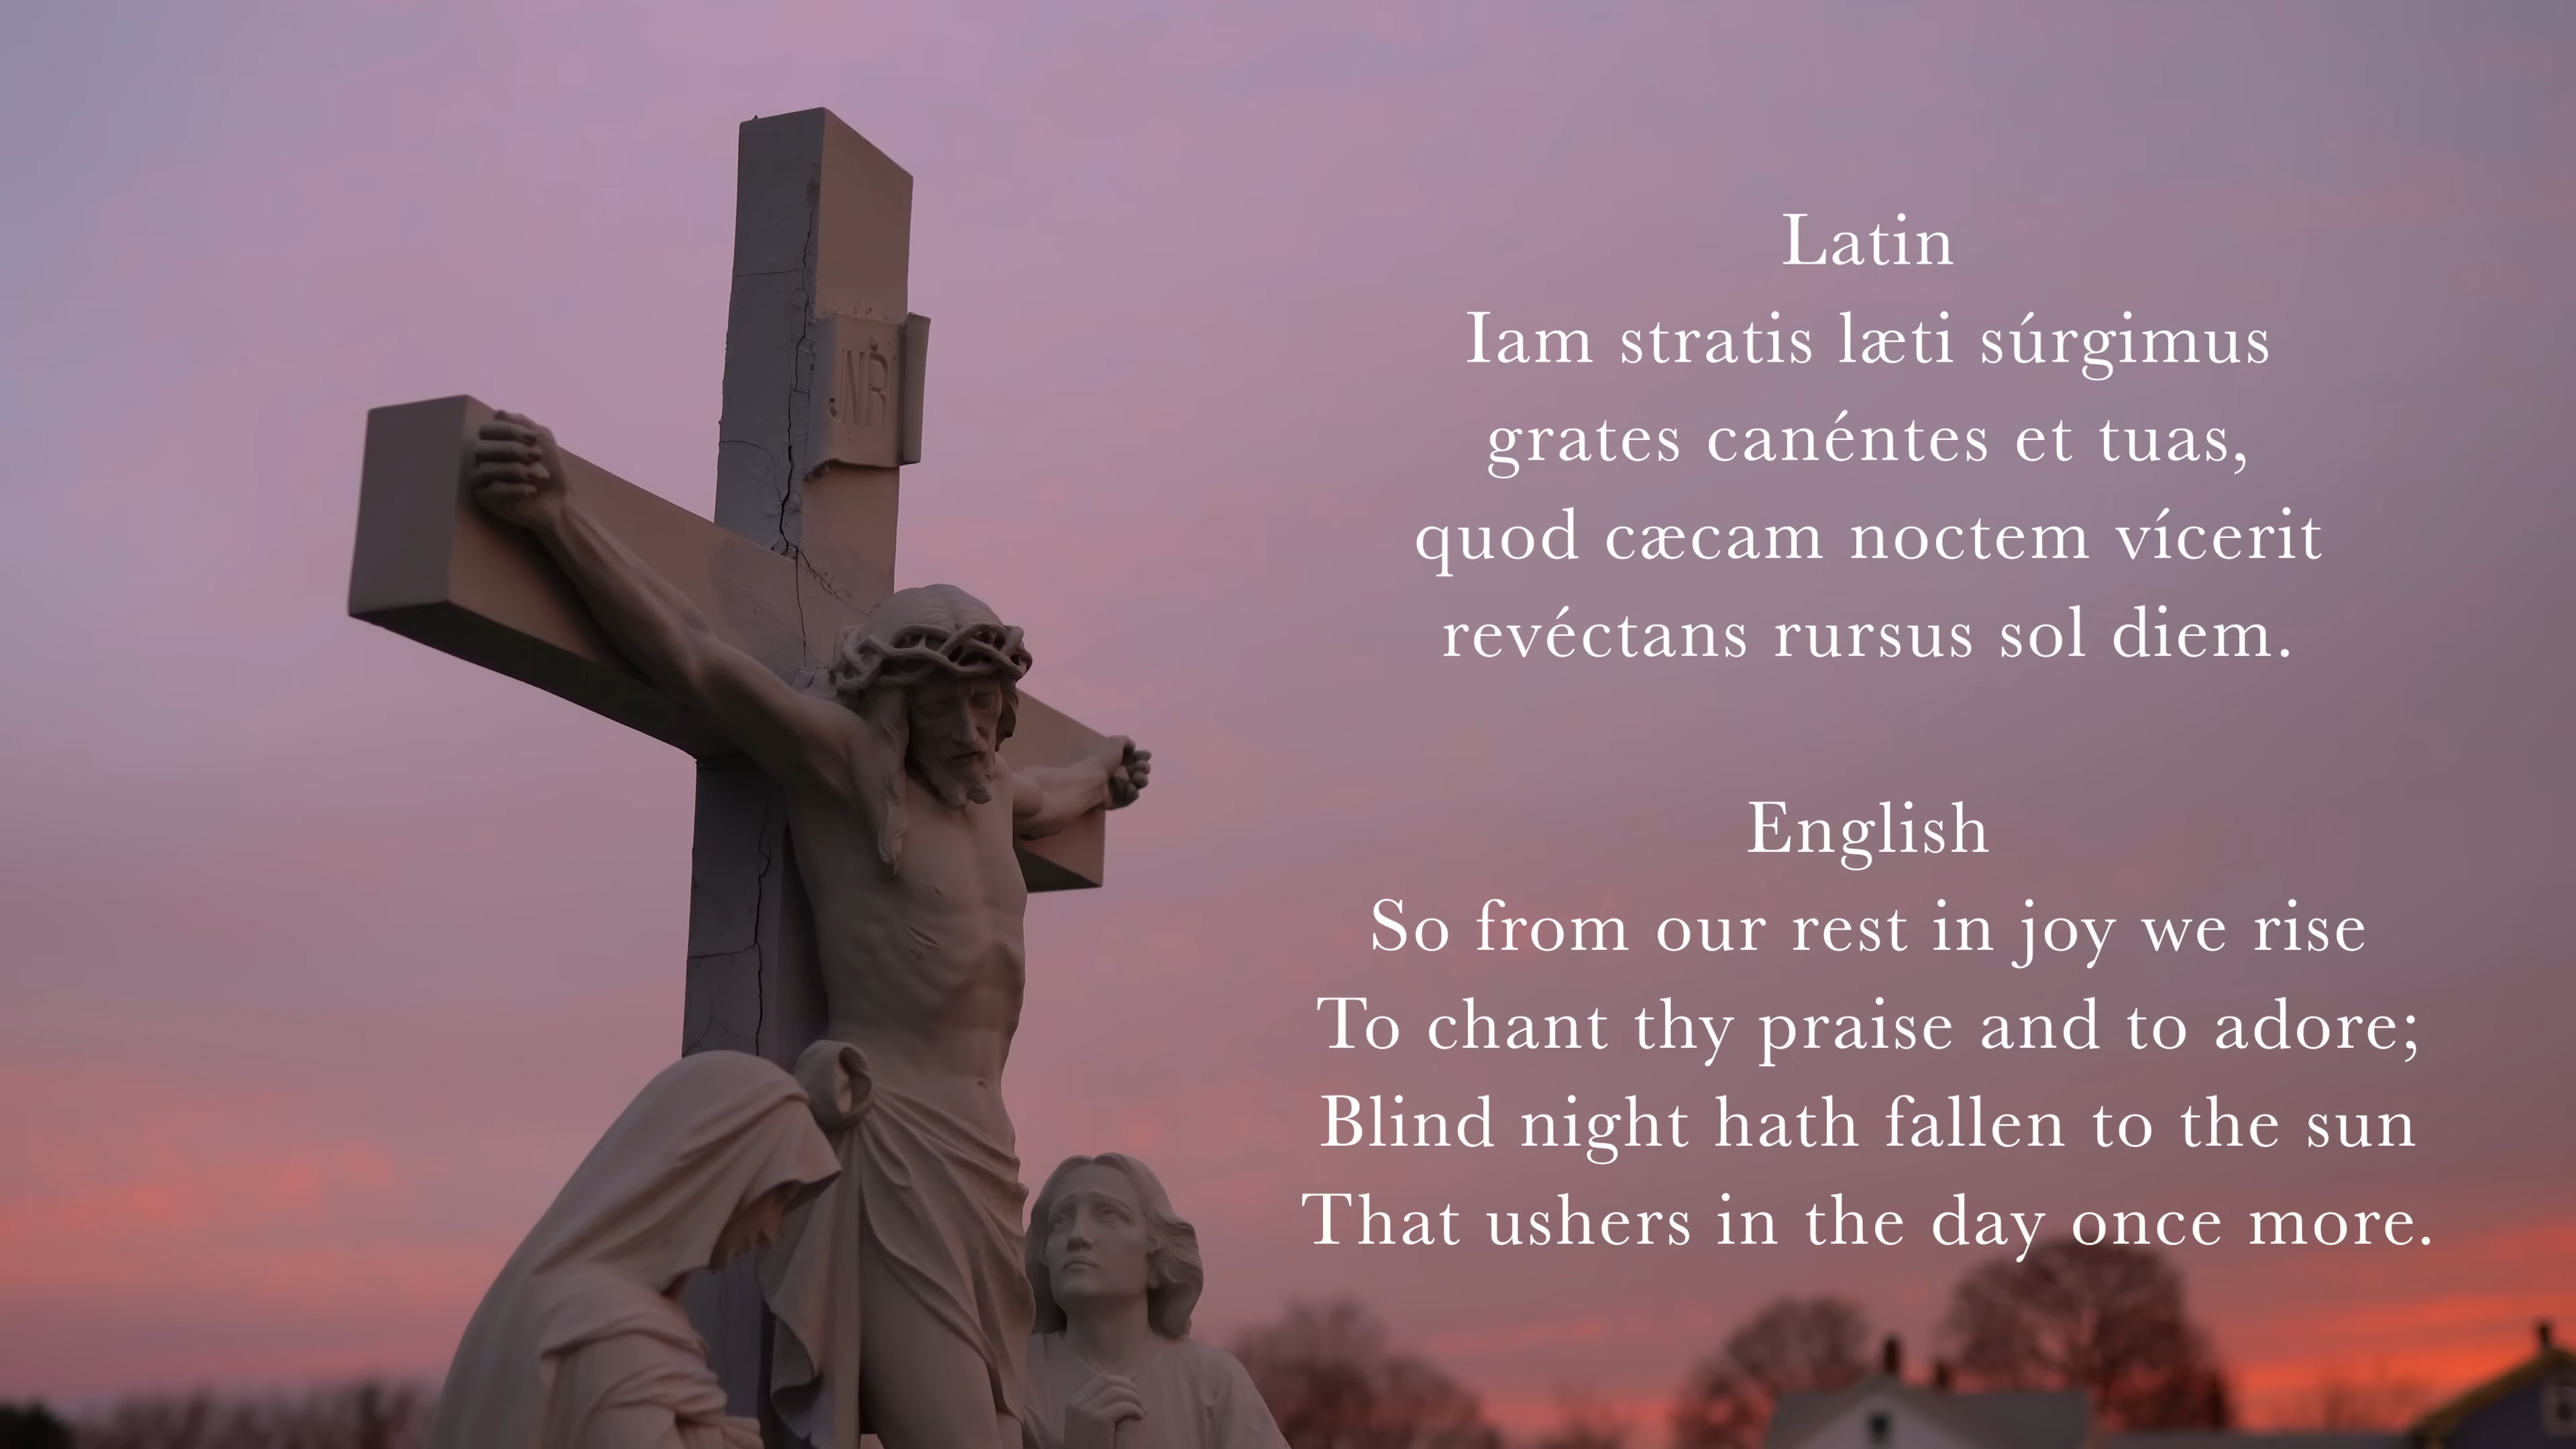 JNRI
Latin
Iam stratis læti súrgimus
grates canéntes et tuas,
quod cæcam noctem vícerit
revéctans rursus sol diem.
English
So from our rest in joy we rise
To chant thy praise and to adore;
Blind night hath fallen to the sun
That ushers in the day once more.